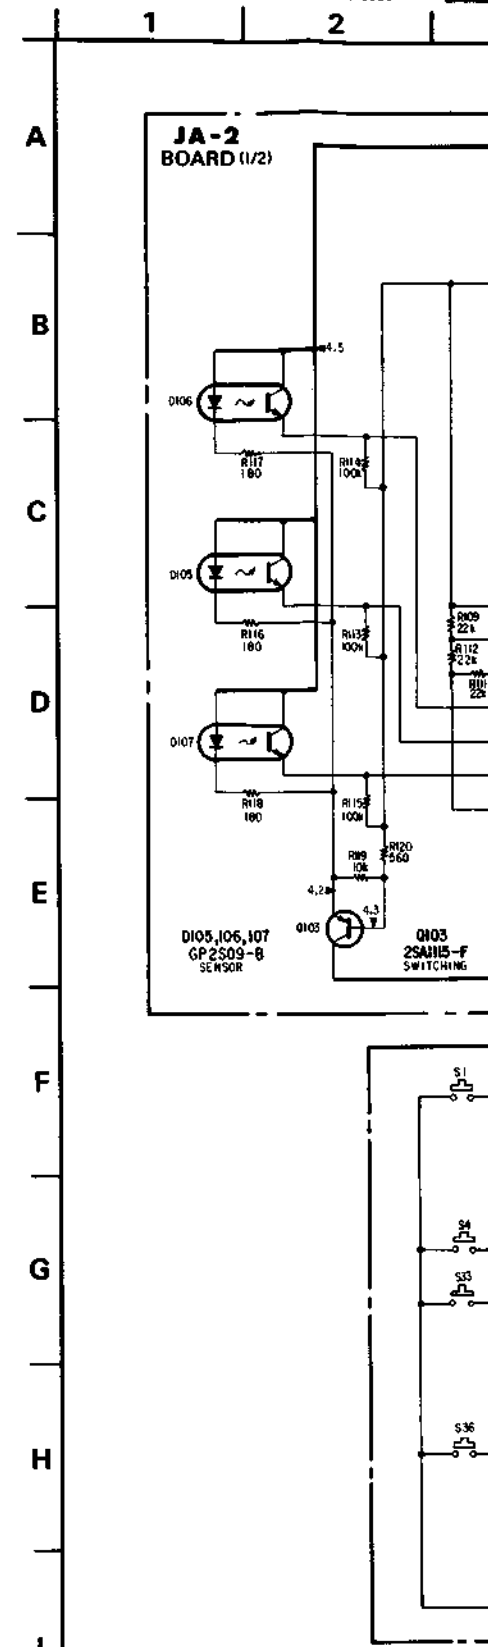 1
2
A
JA-2
BOARD (1/2)
B
4.5
D106
R117
180
R114
100k
C
D105
R116
180
R113
100k
R109
22k
R112
22k
22k
D
D107
R118
180
R115
100k
R120
560
R119
10k
E
4.2
4.3
Q103
D105,106,107
GP2S09-B
SENSOR
Q103
2SA1115-F
SWITCHING
F
S1
G
S4
S33
H
S36